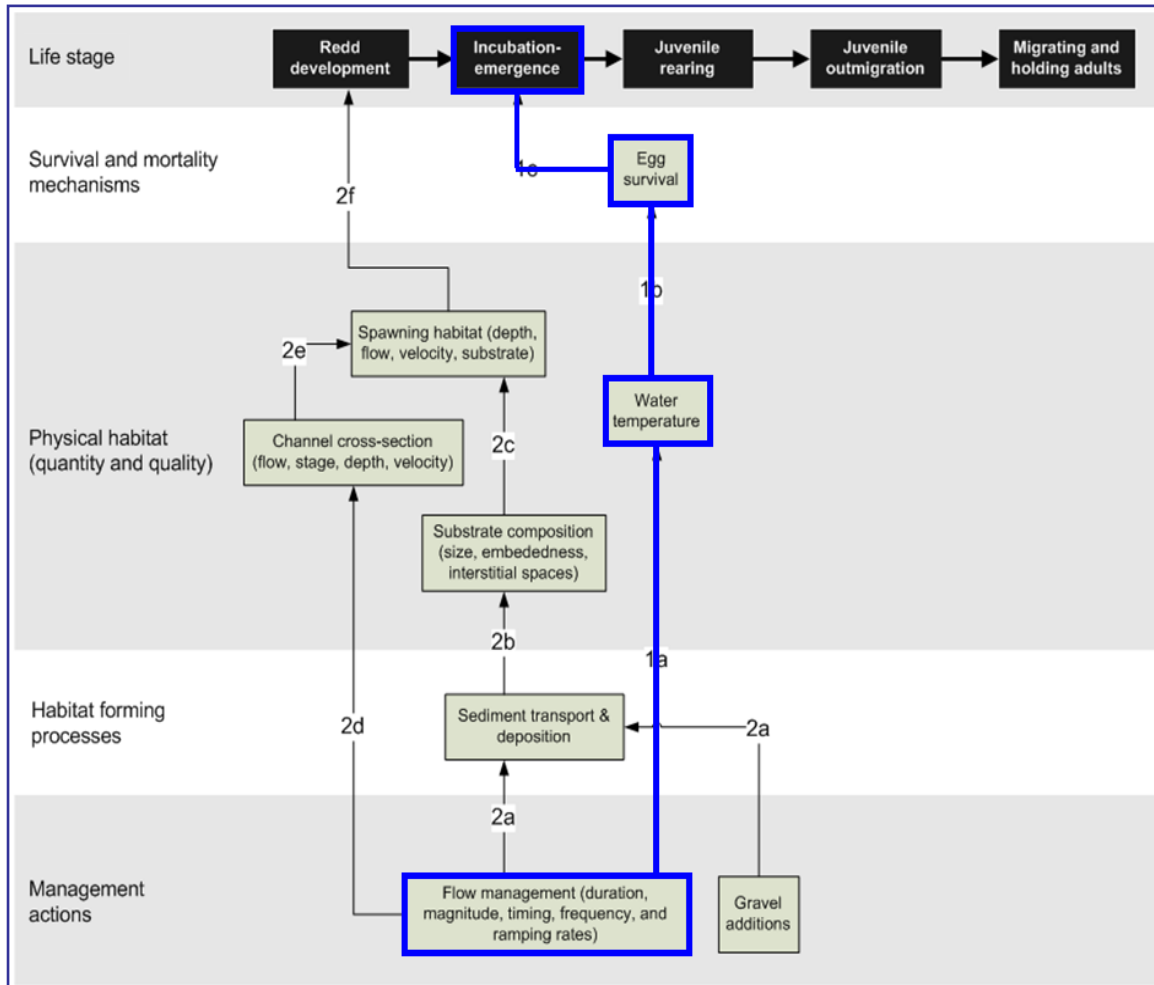 Life stage
Redd
development
Incubation-
emergence
Juvenile
rearing
Juvenile
outmigration
Migrating and
holding adults
Survival and mortality
mechanisms
Egg
survival
1c
2f
1b
Spawning habitat (depth,
flow, velocity, substrate)
2e
Water
temperature
Physical habitat
(quantity and quality)
Channel cross-section
(flow, stage, depth, velocity)
2c
Substrate composition
(size, embededness,
interstitial spaces)
2b
1a
Habitat forming
processes
Sediment transport &
deposition
2d
2a
2a
Management
actions
Flow management (duration,
magnitude, timing, frequency, and
ramping rates)
Gravel
additions